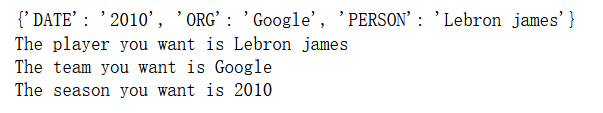 {'DATE': '2010', 'ORG': 'Google', 'PERSON': 'Lebron james'}
The player you want is Lebron james
The team you want is Google
The season you want is 2010